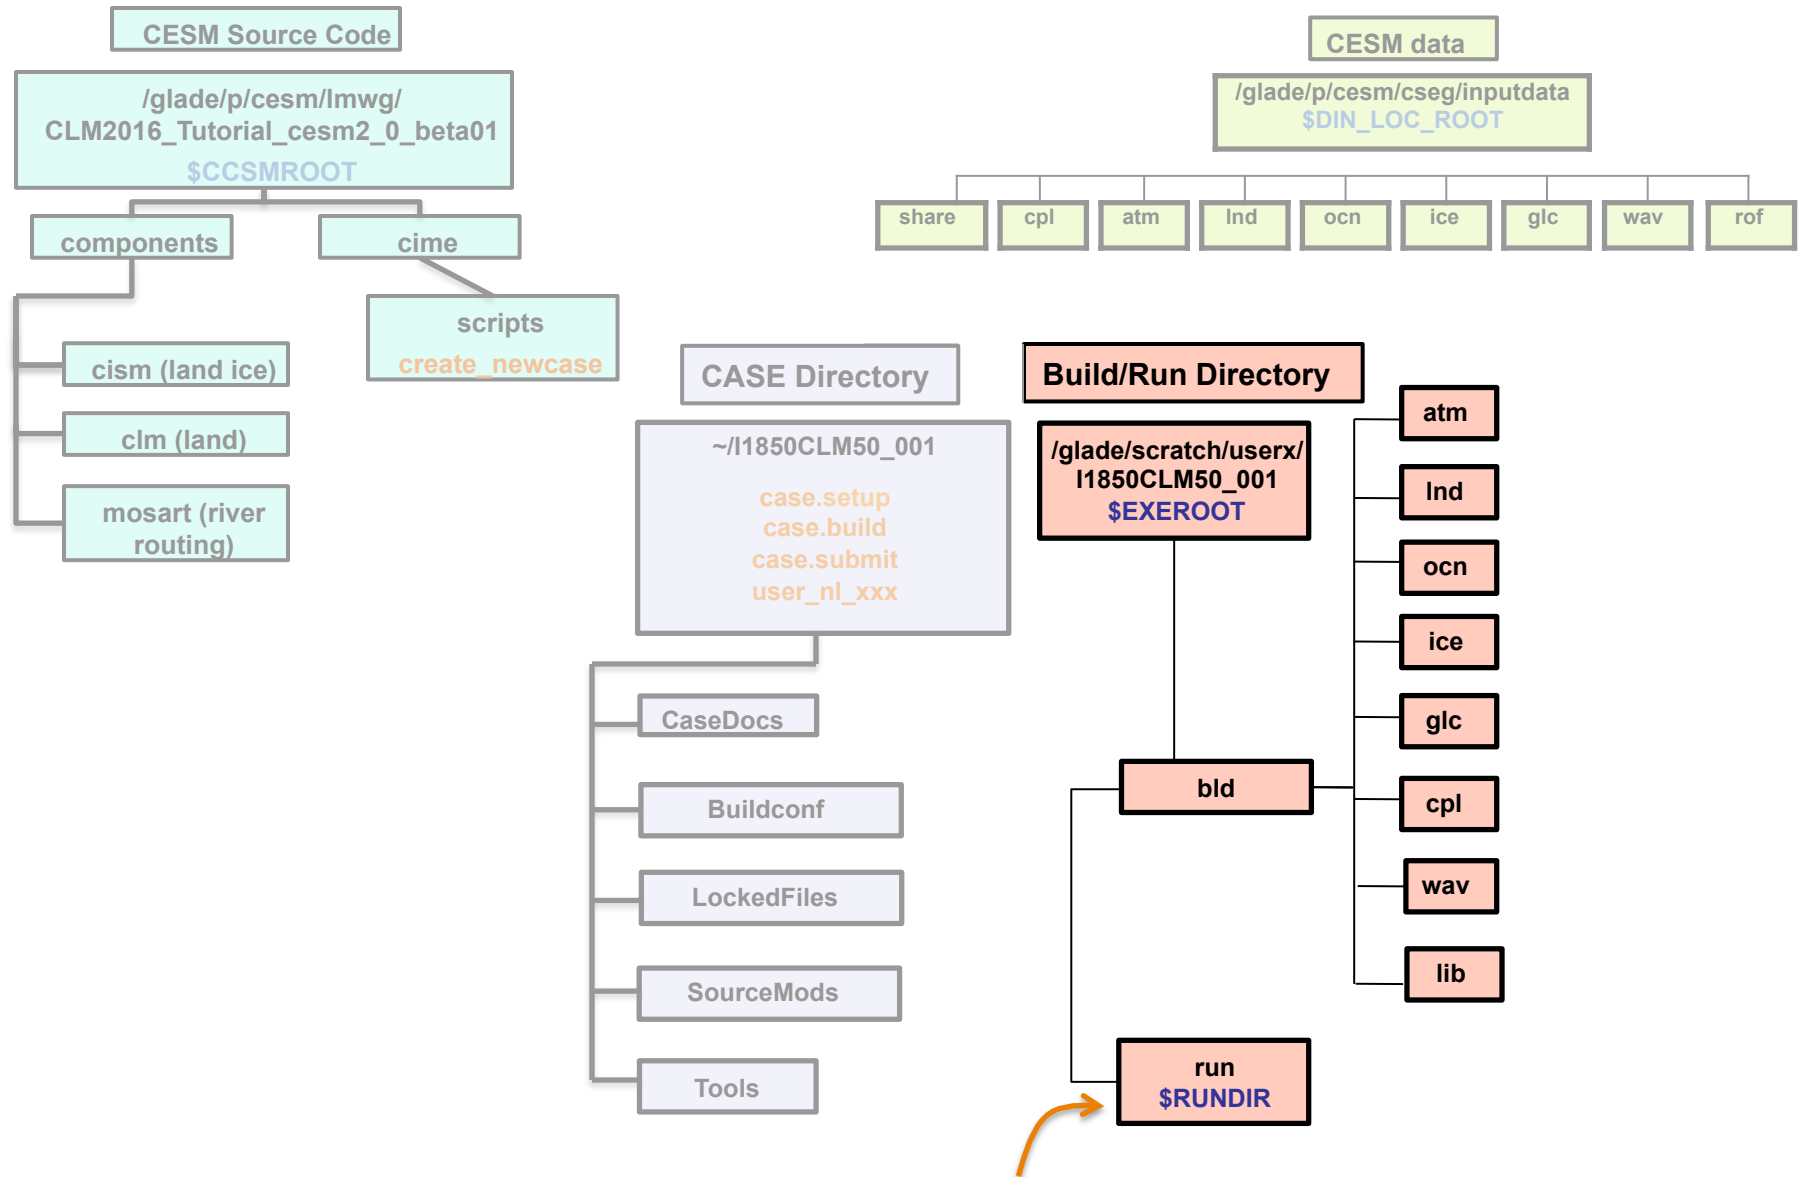 CESM Source Code
/glade/p/cesm/lmwg/
CLM2016_Tutorial_cesm2_0_beta01
$CCSMROOT
components
cime
cism (land ice)
clm (land)
mosart (river
routing)
scripts
create_newcase
CESM data
/glade/p/cesm/cseg/inputdata
$DIN_LOC_ROOT
share
cpl
atm
lnd
ocn
ice
glc
wav
rof
CASE Directory
~/I1850CLM50_001
case.setup
case.build
case.submit
user_nl_xxx
CaseDocs
Buildconf
LockedFiles
SourceMods
Tools
Build/Run Directory
/glade/scratch/userx/
I1850CLM50_001
$EXEROOT
bld
run
$RUNDIR
atm
lnd
ocn
ice
glc
cpl
wav
lib